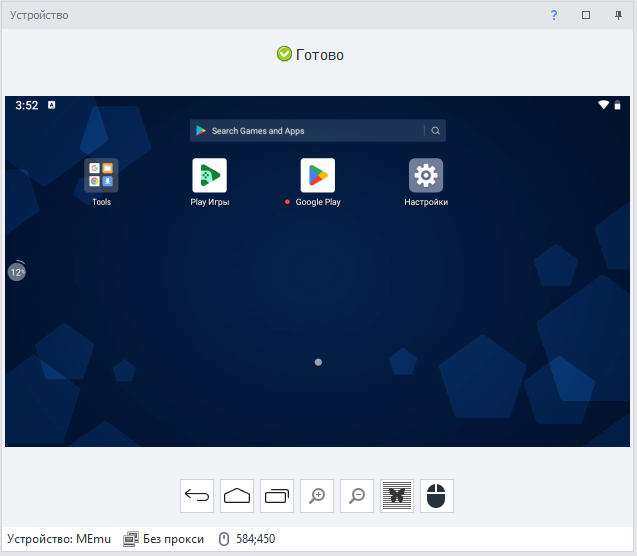 Устройство ?
Готово
3:52
Search Games and Apps
Tools Play Игры Google Play Настройки
12%
Устройство: MEmu Без прокси 584;450